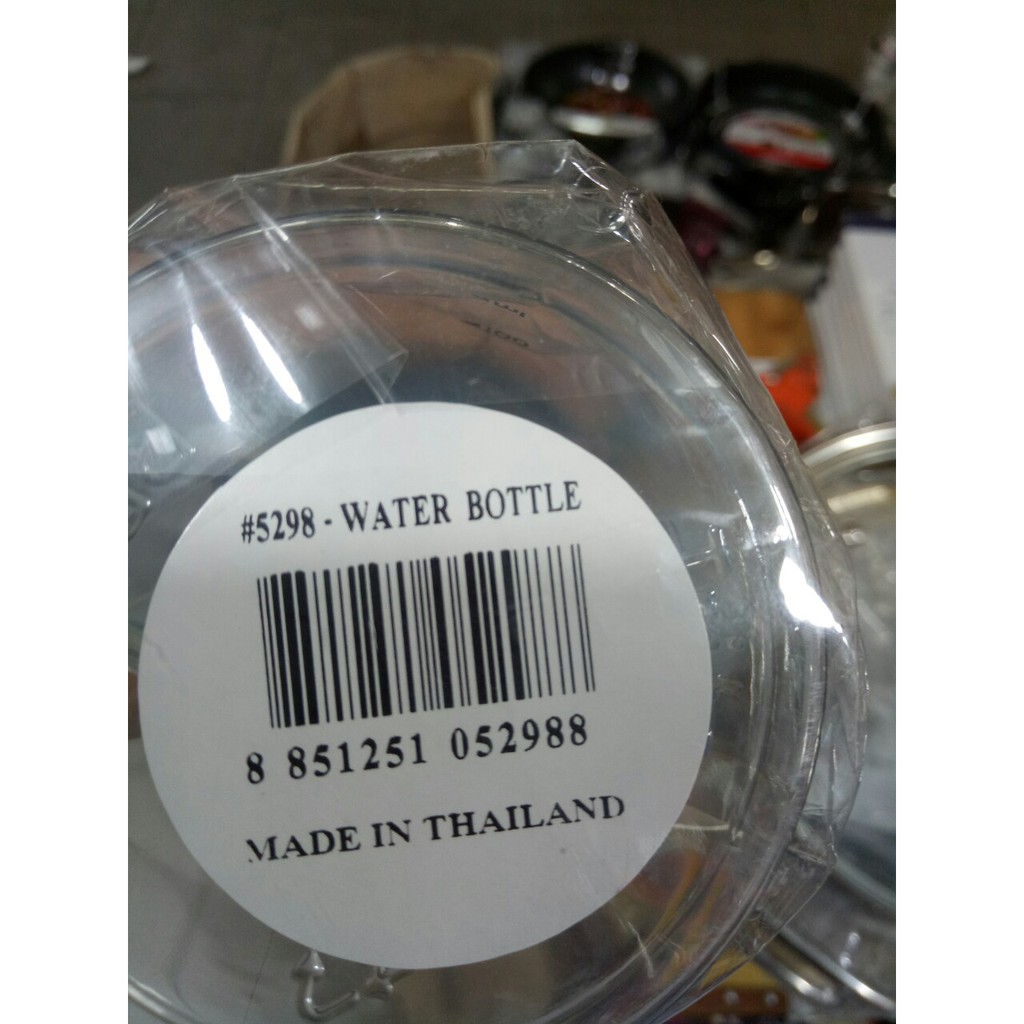 #5298 - WATER BOTTLE
8 851251 052988
MADE IN THAILAND